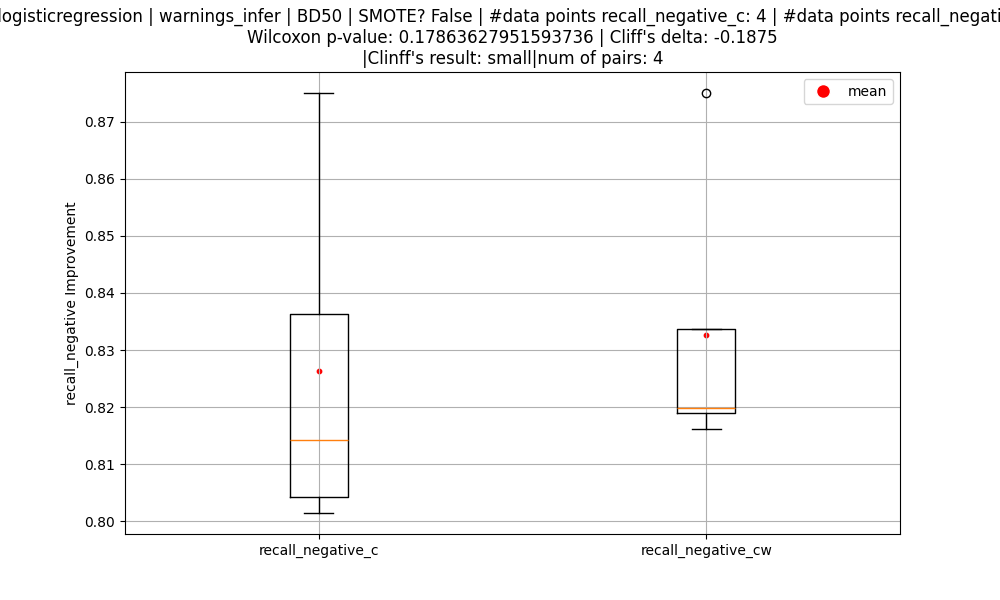 logisticregression | warnings_infer | BD50 | SMOTE? False | #data points recall_negative_c: 4 | #data points
Wilcoxon p-value: 0.17863627951593736 | Cliff's delta: -0.1875
|Clinff's result: small|num of pairs: 4
mean
0.87
0.86
0.85
0.84
0.83
0.82
0.81
0.80
recall_negative Improvement
recall_negative_c
recall_negative_cw